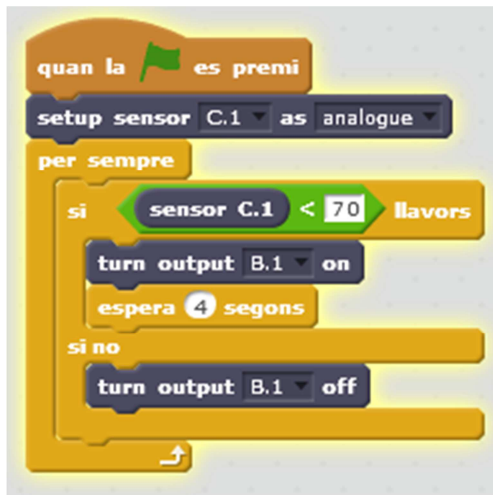 quan la es premi
setup sensor C.1 as analogue
per sempre
si sensor C.1 < 70 llavors
turn output B.1 on
espera 4 segons
si no
turn output B.1 off